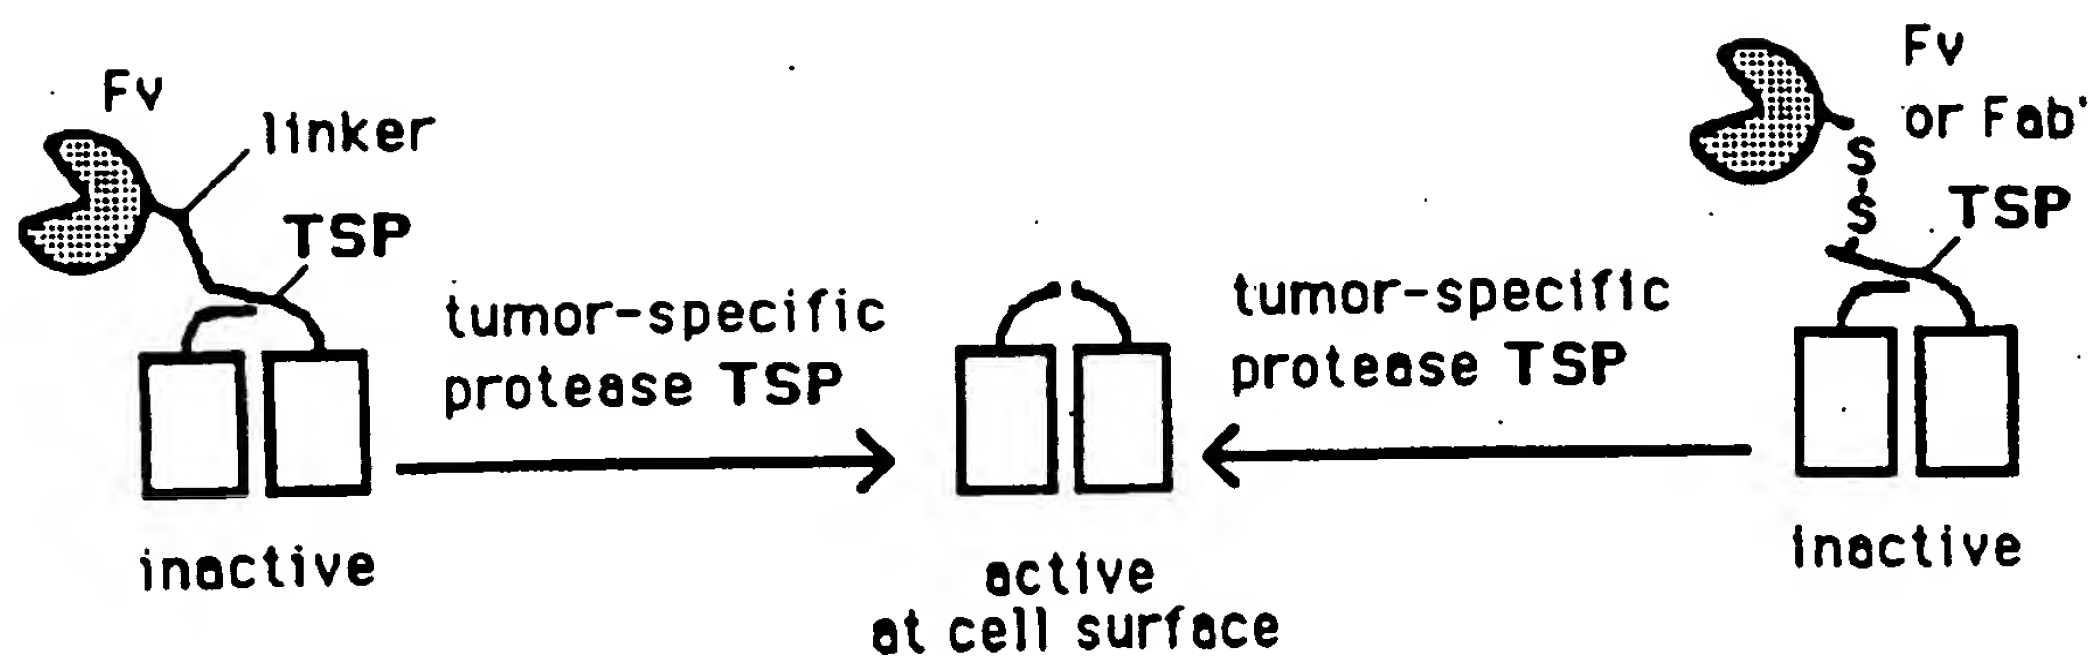 Fv
linker
TSP
tumor-specific
protease TSP
inactive
active
at cell surface
tumor-specific
protease TSP
Fv
or Fab'
S
S
TSP
inactive